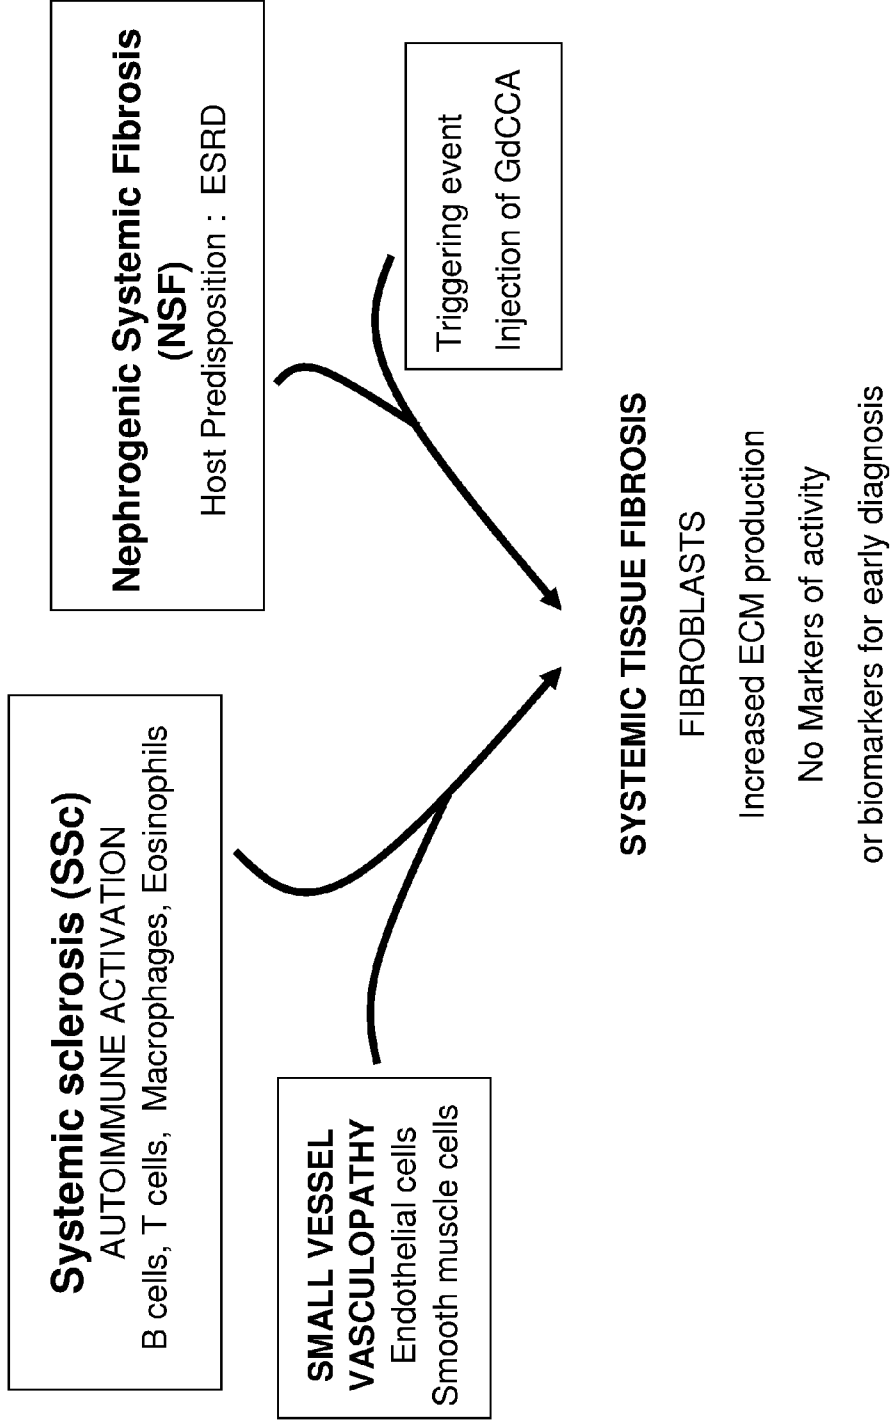 Systemic sclerosis (SSc)
AUTOIMMUNE ACTIVATION
B cells, T cells, Macrophages, Eosinophils
SMALL VESSEL
VASCULOPATHY
Endothelial cells
Smooth muscle cells
Nephrogenic Systemic Fibrosis
(NSF)
Host Predisposition : ESRD
Triggering event
Injection of GdCCA
SYSTEMIC TISSUE FIBROSIS
FIBROBLASTS
Increased ECM production
No Markers of activity
or biomarkers for early diagnosis